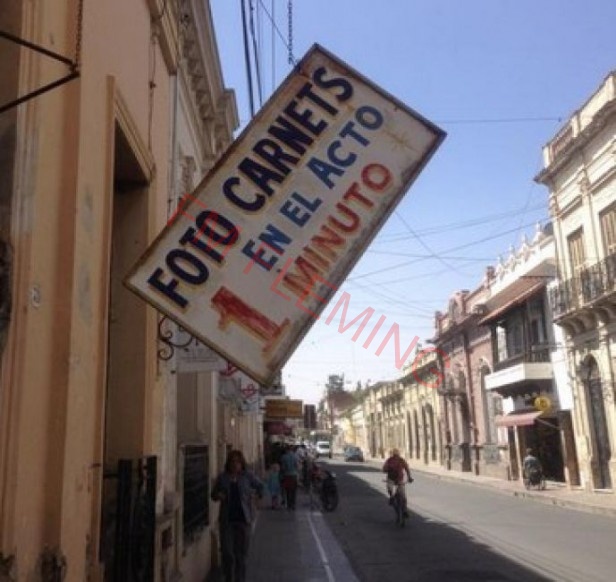 FOTO CARNETS
EN EL ACTO
1 MINUTO